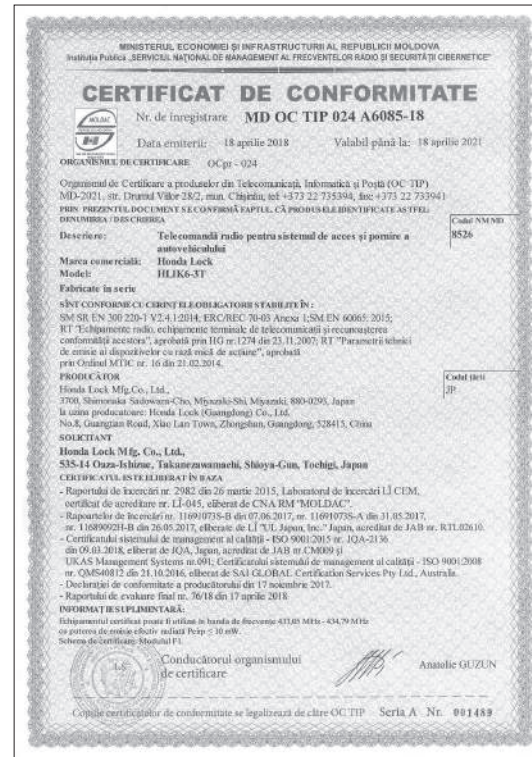 MINISTERUL ECONOMIEI ȘI INFRASTRUCTURII AL REPUBLICII MOLDOVA
Instituția Publica „SERVICIUL NAȚIONAL DE MANAGEMENT AL FRECVENȚELOR RADIO ȘI SECURITĂȚII CIBERNETICE"
CERTIFICAT DE CONFORMITATE
MOLDAC
Nr. de înregistrare MD OC TIP 024 A6085-18
Data emiterii: 18 aprilie 2018 Valabil până la: 18 aprilie 2021
ORGANISMUL DE CERTIFICARE OCpr - 024
Organismul de Certificare a produselor din Telecomunicații, Informatică și Poștă (OC TIP)
MD-2021, str. Drumul Viilor 28/2, mun. Chișinău, tel +373 22 735394, fax: +373 22 733941
PRIN PREZENTUL DOCUMENT SE CONFIRMĂ FAPTUL, CĂ PRODUSELE IDENTIFICATE ASTFEL:
DENUMIREA / DESCRIEREA
Codul NM MD
8526
Descriere: Telecomandă radio pentru sistemul de acces și pornire a
autovehiculului
Marca comercială: Honda Lock
Model: HLIK6-3T
Fabricate în serie
SÎNT CONFORME CU CERINȚELE OBLIGATORII STABILITE ÎN :
SM SR EN 300 220-1 V2.4.1:2014; ERC/REC 70-03 Anexa 1; SM EN 60065: 2015;
RT "Echipamente radio, echipamente terminale de telecomunicații și recunoașterea
conformității acestora", aprobată prin HG nr.1274 din 23.11.2007; RT "Parametrii tehnici
de emisie ai dispozitivelor cu rază mică de acțiune", aprobată
prin Ordinul MTIC nr. 16 din 21.02.2014.
PRODUCĂTOR
Codul țării
JP
Honda Lock Mfg.Co., Ltd.,
3700, Shimonaka Sadowara-Cho, Miyazaki-Shi, Miyazaki, 880-0293, Japan
la uzina producatoare: Honda Lock (Guangdong) Co., Ltd.
No.8, Guangtian Road, Xiao Lan Town, Zhongshan, Guangdong, 528415, China
SOLICITANT
Honda Lock Mfg. Co., Ltd.,
535-14 Oaza-Ishizue, Takanezawamachi, Shioya-Gun, Tochigi, Japan
CERTIFICATUL ESTE ELIBERAT ÎN BAZA
- Raportului de încercări nr. 2982 din 26 martie 2015, Laboratorul de încercări LÎ CEM,
certificat de acreditare nr. LÎ-045, eliberat de CNA RM "MOLDAC".
- Rapoartelor de încercări nr. 11691073S-B din 07.06.2017, nr. 11691073S-A din 31.05.2017,
nr. 11689092H-B din 26.05.2017, eliberate de LÎ "UL Japan, Inc." Japan, acreditat de JAB nr. RTL02610.
- Certificatului sistemului de management al calității - ISO 9001:2015 nr. JQA-2136
din 09.03.2018, eliberat de JQA, Japan, acreditat de JAB nr.CM009 și
UKAS Management Systems nr.091; Certificatului sistemului de management al calității - ISO 9001:2008
nr. QMS40812 din 21.10.2016, eliberat de SAI GLOBAL Certification Services Pty Ltd., Australia.
- Declarației de conformitate a producătorului din 17 noiembrie 2017.
- Raportului de evaluare final nr. 76/18 din 17 aprilie 2018
INFORMAȚIE SUPLIMENTARĂ:
Echipamentul certificat poate fi utilizat în banda de frecvențe 433,05 MHz - 434,79 MHz
cu puterea de emisie efectiv radiată Perp ≤ 10 mW.
Schema de certificare: Modulul F1.
Conducătorul organismului
de certificare
Anatolie GUZUN
Copiile certificatelor de conformitate se legalizează de către OC TIP Seria A Nr. 001489